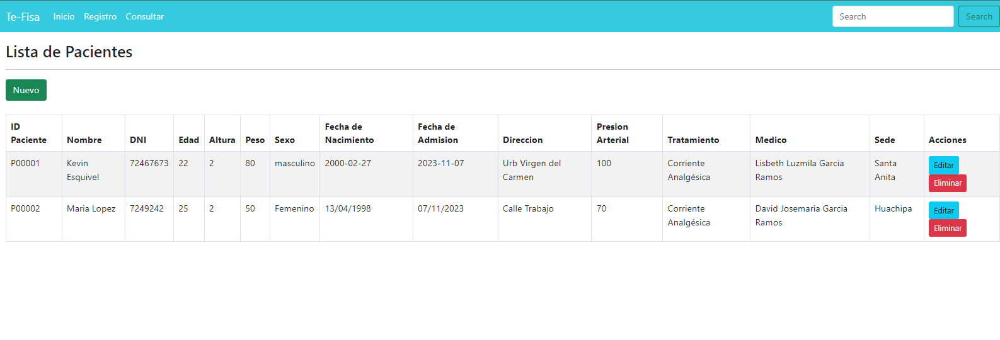 Te-Fisa Inicio Registro Consultar Search Search
Lista de Pacientes
Nuevo
ID Paciente Nombre DNI Edad Altura Peso Sexo Fecha de Nacimiento Fecha de Admision Direccion Presion Arterial Tratamiento Medico Sede Acciones
P00001 Kevin Esquivel 72467673 22 2 80 masculino 2000-02-27 2023-11-07 Urb Virgen del Carmen 100 Corriente Analgésica Lisbeth Luzmila Garcia Ramos Santa Anita Editar Eliminar
P00002 Maria Lopez 7249242 25 2 50 Femenino 13/04/1998 07/11/2023 Calle Trabajo 70 Corriente Analgésica David Josemaria Garcia Ramos Huachipa Editar Eliminar